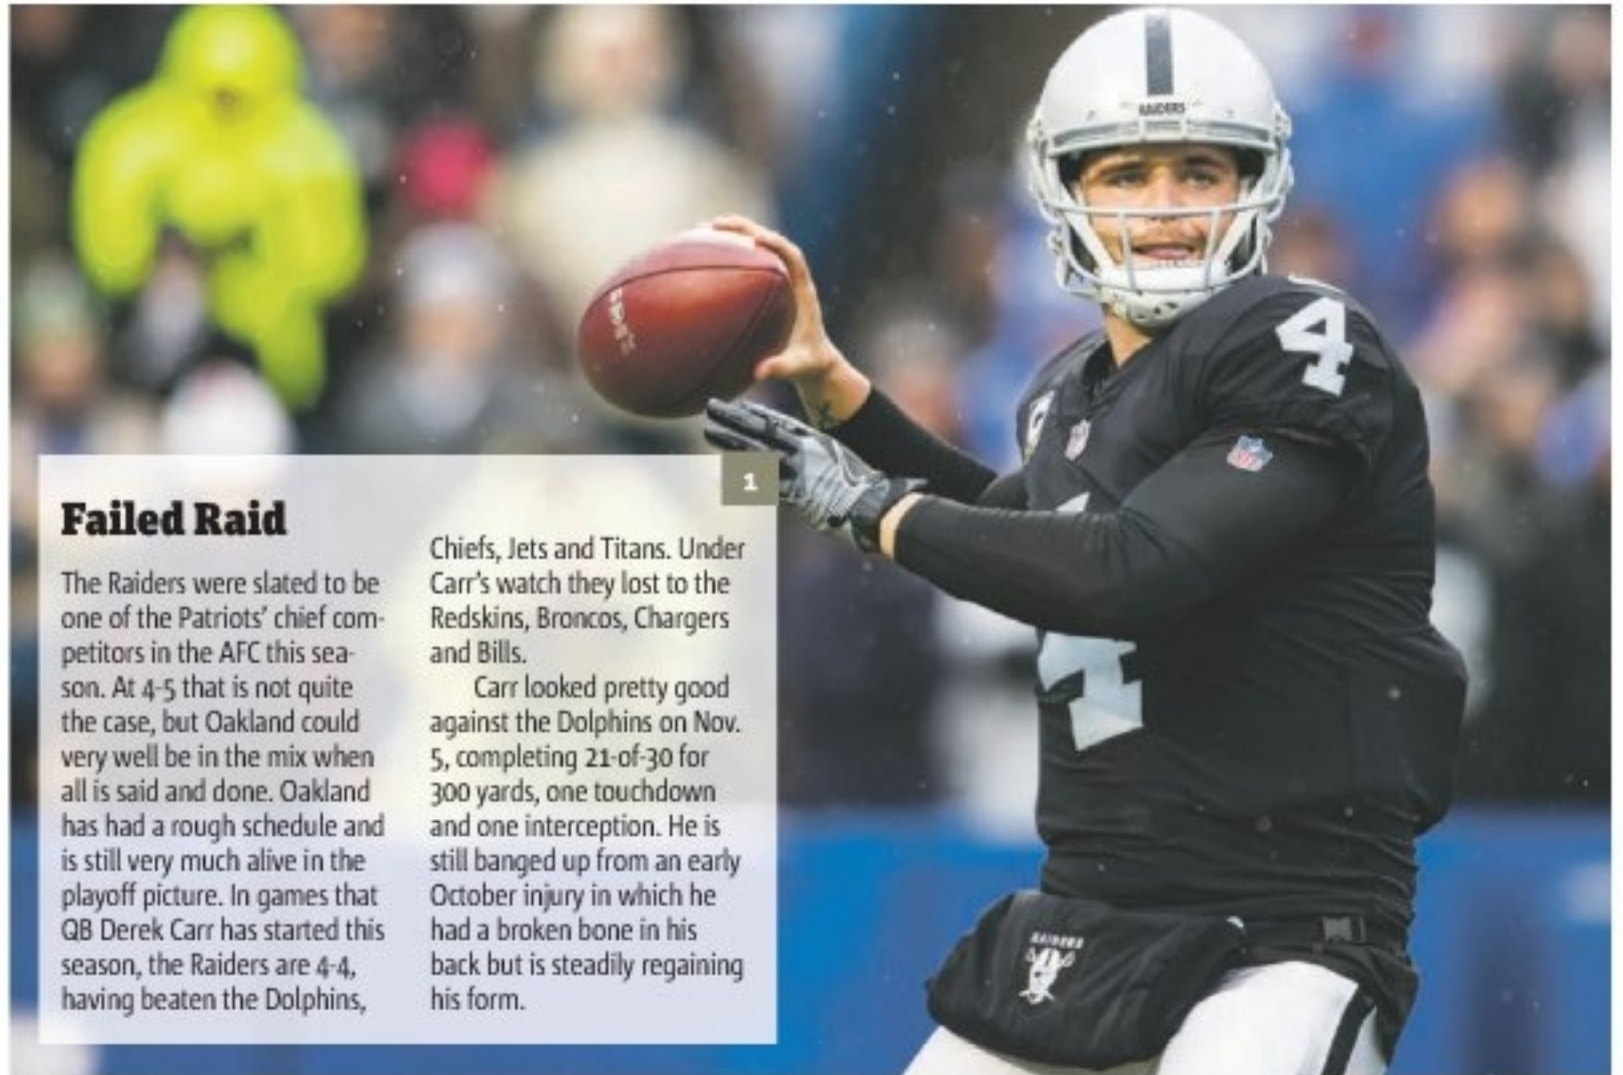 RAIDERS
4
4
RAIDERS
1
Failed Raid
The Raiders were slated to be
one of the Patriots’ chief com-
petitors in the AFC this sea-
son. At 4-5 that is not quite
the case, but Oakland could
very well be in the mix when
all is said and done. Oakland
has had a rough schedule and
is still very much alive in the
playoff picture. In games that
QB Derek Carr has started this
season, the Raiders are 4-4,
having beaten the Dolphins,
Chiefs, Jets and Titans. Under
Carr’s watch they lost to the
Redskins, Broncos, Chargers
and Bills.
Carr looked pretty good
against the Dolphins on Nov.
5, completing 21-of-30 for
300 yards, one touchdown
and one interception. He is
still banged up from an early
October injury in which he
had a broken bone in his
back but is steadily regaining
his form.